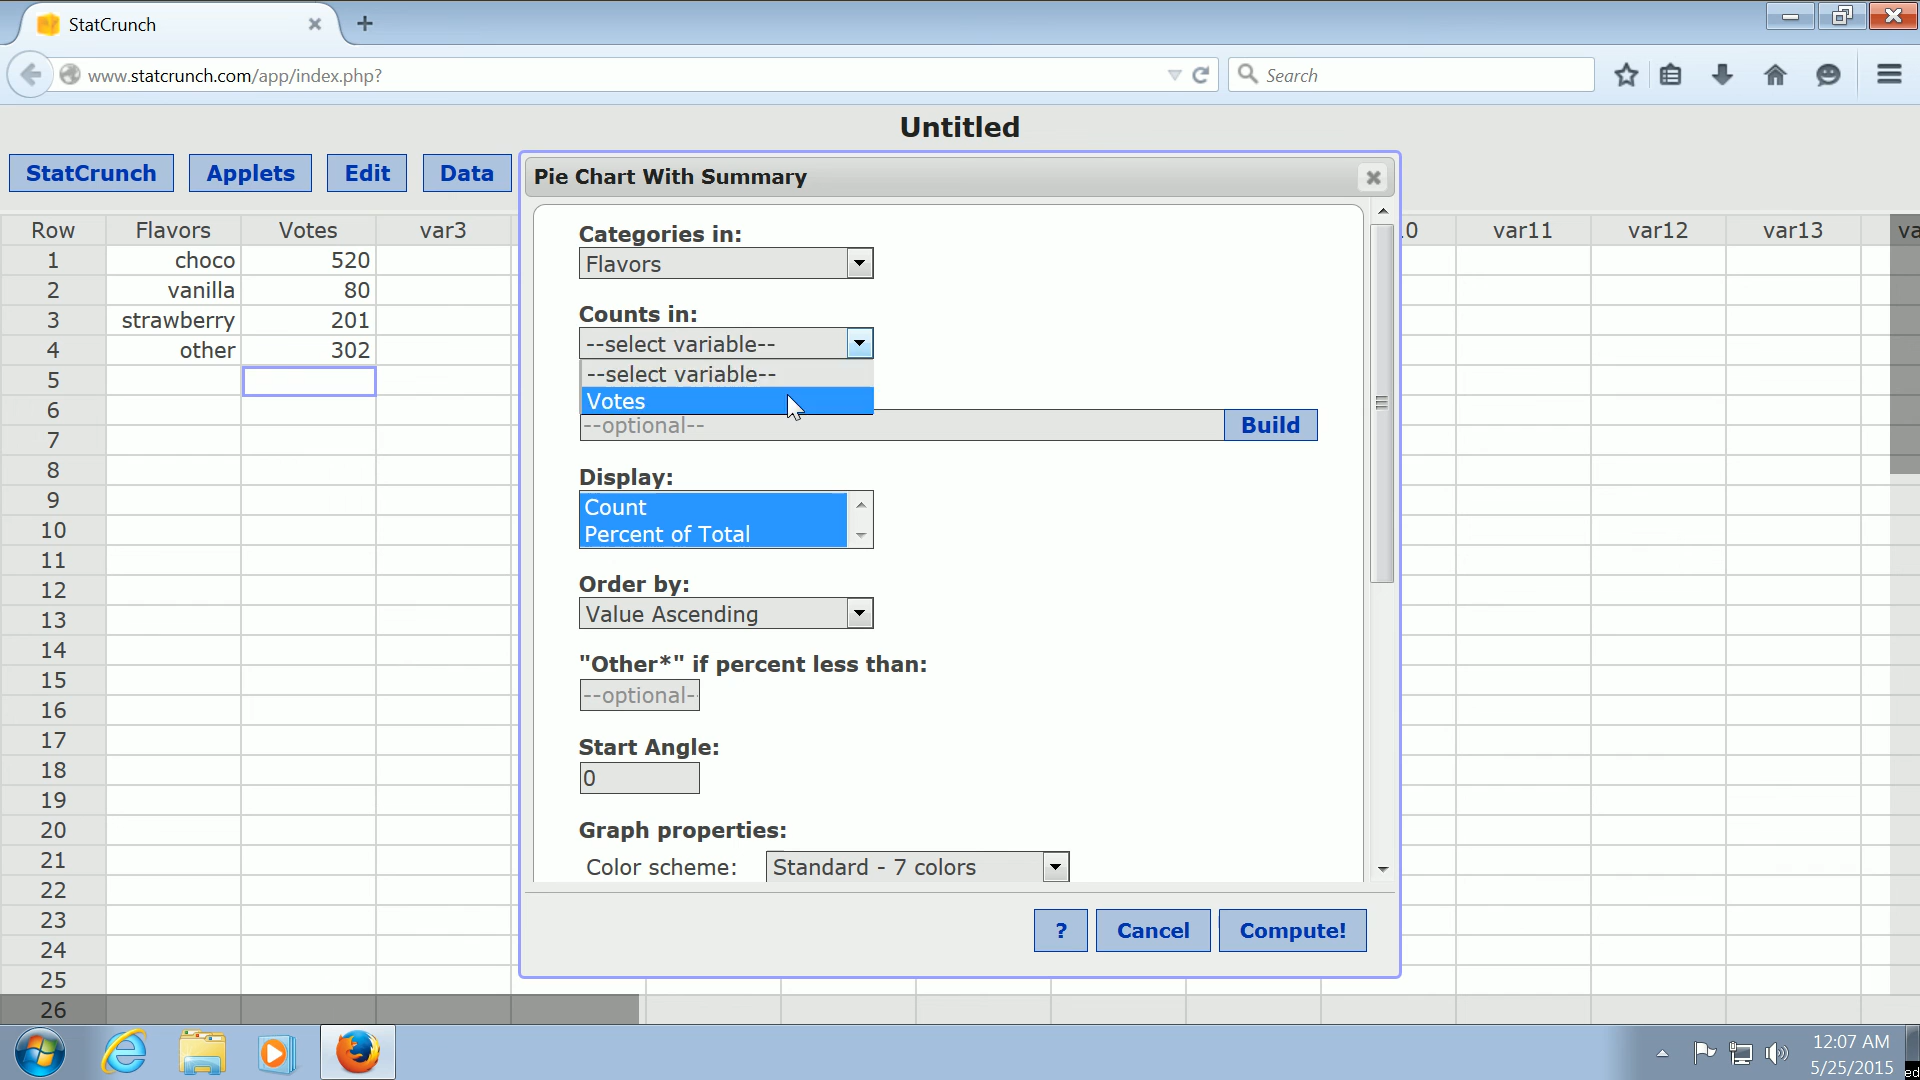 StatCrunch
www.statcrunch.com/app/index.php?
Search
Untitled
StatCrunch Applets Edit Data
Pie Chart With Summary
Row Flavors Votes var3 .0 var11 var12 var13 va
1 choco 520
2 vanilla 80
3 strawberry 201
4 other 302
5
6
7
8
9
10
11
12
13
14
15
16
17
18
19
20
21
22
23
24
25
26
Categories in:
Flavors
Counts in:
--select variable--
--select variable--
Votes
--optional--
Build
Display:
Count
Percent of Total
Order by:
Value Ascending
"Other*" if percent less than:
--optional-
Start Angle:
0
Graph properties:
Color scheme: Standard - 7 colors
? Cancel Compute!
12:07 AM
5/25/2015
ed